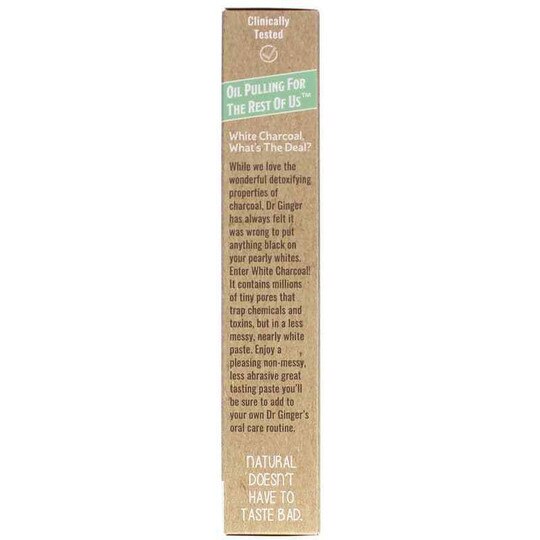 Clinically
Tested
OIL PULLING FOR
THE REST OF US™
White Charcoal,
What's The Deal?
While we love the
wonderful detoxifying
properties of
charcoal, Dr Ginger
has always felt it
was wrong to put
anything black on
your pearly whites.
Enter White Charcoal!
It contains millions
of tiny pores that
trap chemicals and
toxins, but in a less
messy, nearly white
paste. Enjoy a
pleasing non-messy,
less abrasive great
tasting paste you'll
be sure to add to
your own Dr Ginger's
oral care routine.
NATURAL
DOESN'T
HAVE TO
TASTE BAD.